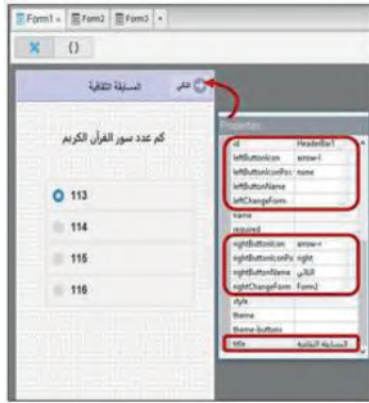 Form1 × Form2 Form3
{}
المسابقة الثقافية التالي
كم عدد سور القرآن الكريم
113
114
115
116
Properties
id HeaderBar1
leftButtonIcon arrow-l
leftButtonIconPos none
leftButtonName
leftChangeForm
name
required
rightButtonIcon arrow-r
rightButtonIconPo right
rightButtonName التالي
rightChangeForm Form2
style
theme
theme-buttons
title المسابقة الثقافية